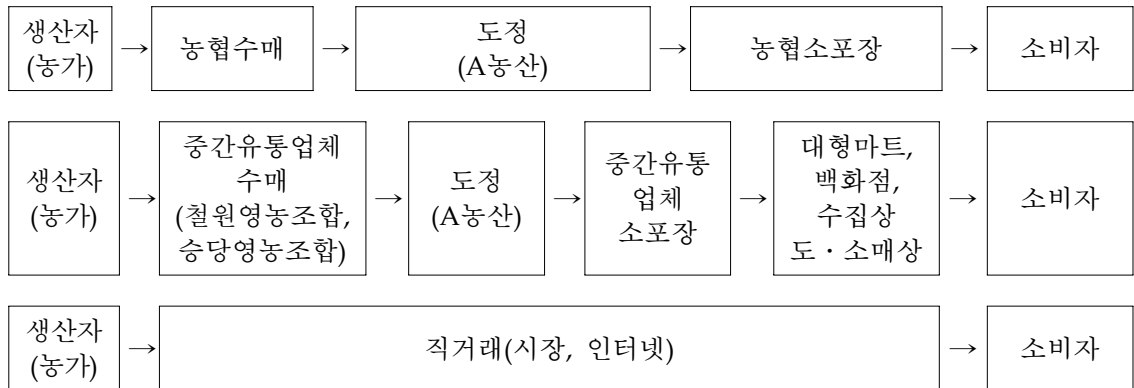 생산자
(농가)
→
농협수매
→
도정
(A농산)
→
농협소포장
→
소비자
생산자
(농가)
→
중간유통업체
수매
(철원영농조합,
승당영농조합)
→
도정
(A농산)
→
중간유통
업체
소포장
→
대형마트,
백화점,
수집상
도・소매상
→
소비자
생산자
(농가)
→
직거래(시장, 인터넷)
→
소비자